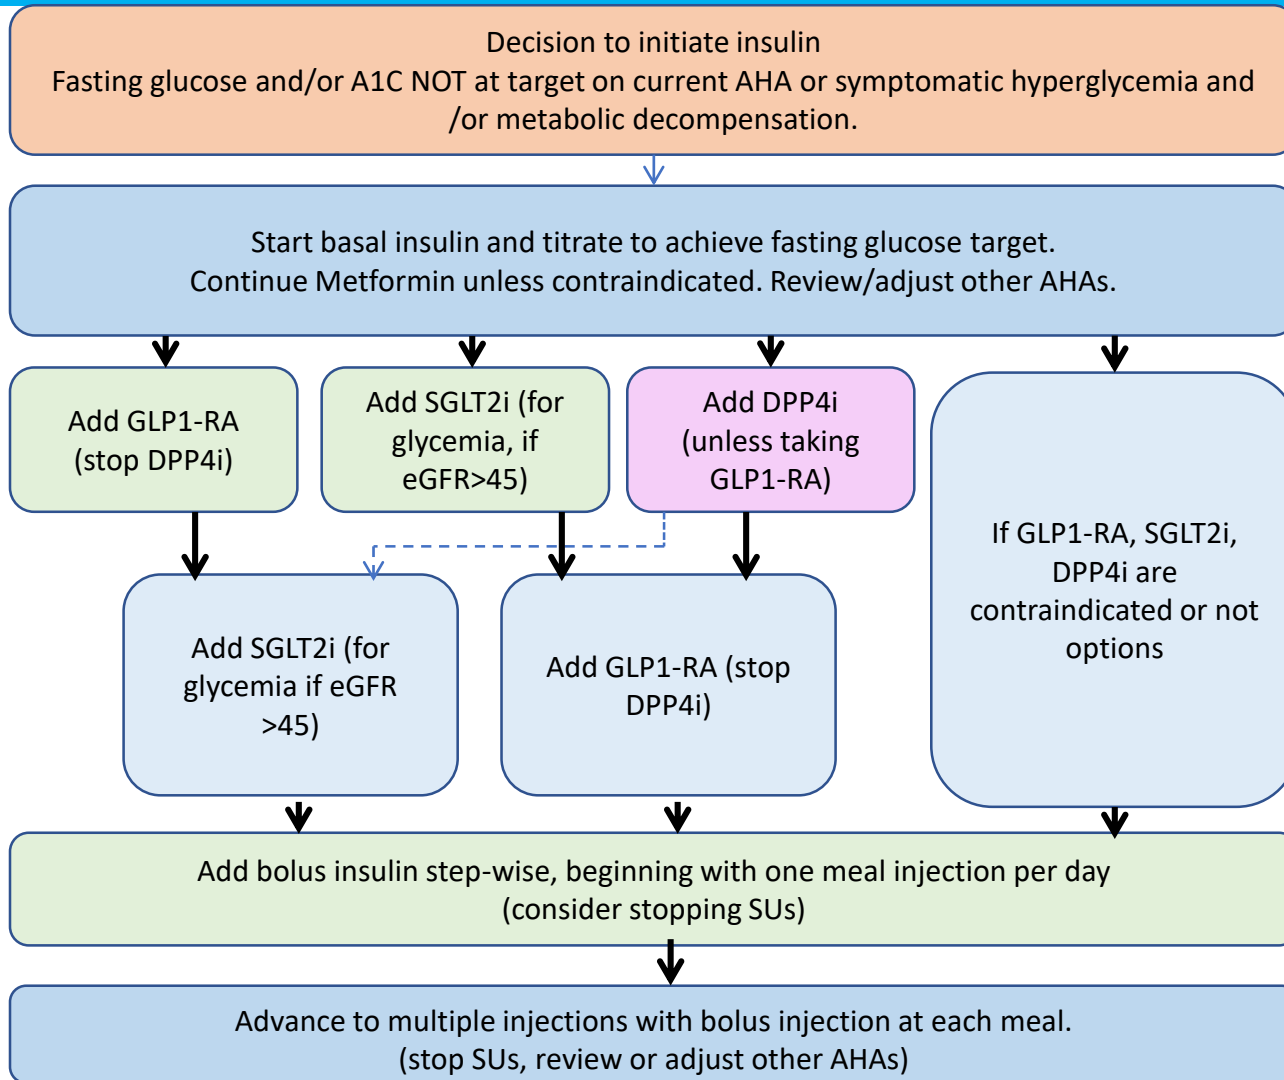 Decision to initiate insulin
Fasting glucose and/or A1C NOT at target on current AHA or symptomatic hyperglycemia and
/or metabolic decompensation.
Start basal insulin and titrate to achieve fasting glucose target.
Continue Metformin unless contraindicated. Review/adjust other AHAs.
Add GLP1-RA
(stop DPP4i)
Add SGLT2i (for
glycemia, if
eGFR>45)
Add DPP4i
(unless taking
GLP1-RA)
If GLP1-RA, SGLT2i,
DPP4i are
contraindicated or not
options
Add SGLT2i (for
glycemia if eGFR
>45)
Add GLP1-RA (stop
DPP4i)
Add bolus insulin step-wise, beginning with one meal injection per day
(consider stopping SUs)
Advance to multiple injections with bolus injection at each meal.
(stop SUs, review or adjust other AHAs)